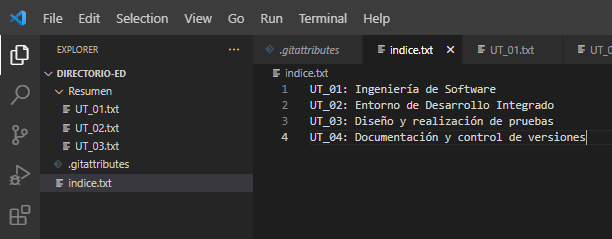 File Edit Selection View Go Run Terminal Help
EXPLORER ...
.gitattributes indice.txt UT_01.txt
DIRECTORIO-ED
Resumen
UT_01.txt
UT_02.txt
UT_03.txt
.gitattributes
indice.txt
indice.txt
1 UT_01: Ingeniería de Software
2 UT_02: Entorno de Desarrollo Integrado
3 UT_03: Diseño y realización de pruebas
4 UT_04: Documentación y control de versiones